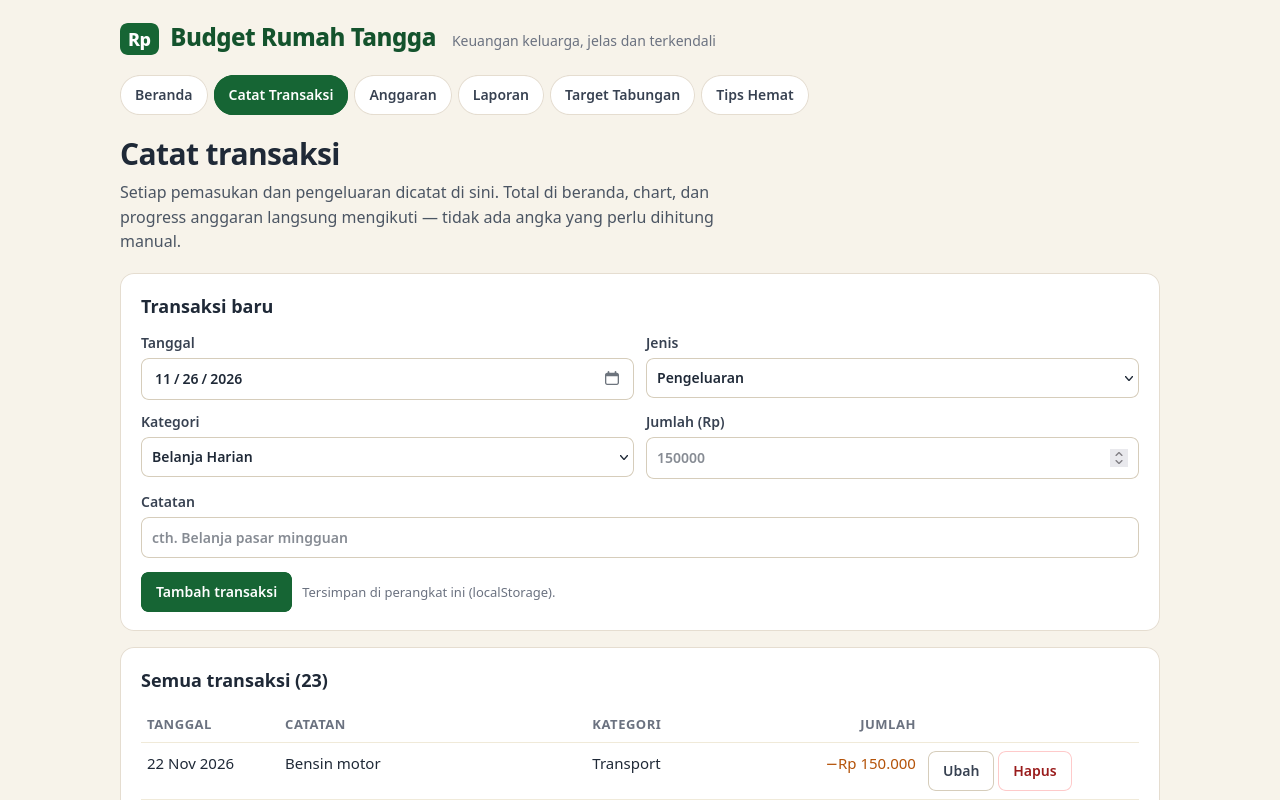 Rp Budget Rumah Tangga Keuangan keluarga, jelas dan terkendali
Beranda Catat Transaksi Anggaran Laporan Target Tabungan Tips Hemat
Catat transaksi
Setiap pemasukan dan pengeluaran dicatat di sini. Total di beranda, chart, dan
progress anggaran langsung mengikuti — tidak ada angka yang perlu dihitung
manual.
Transaksi baru
Tanggal Jenis
11 / 26 / 2026 Pengeluaran
Kategori Jumlah (Rp)
Belanja Harian 150000
Catatan
cth. Belanja pasar mingguan
Tambah transaksi Tersimpan di perangkat ini (localStorage).
Semua transaksi (23)
TANGGAL CATATAN KATEGORI JUMLAH
22 Nov 2026 Bensin motor Transport −Rp 150.000 Ubah Hapus